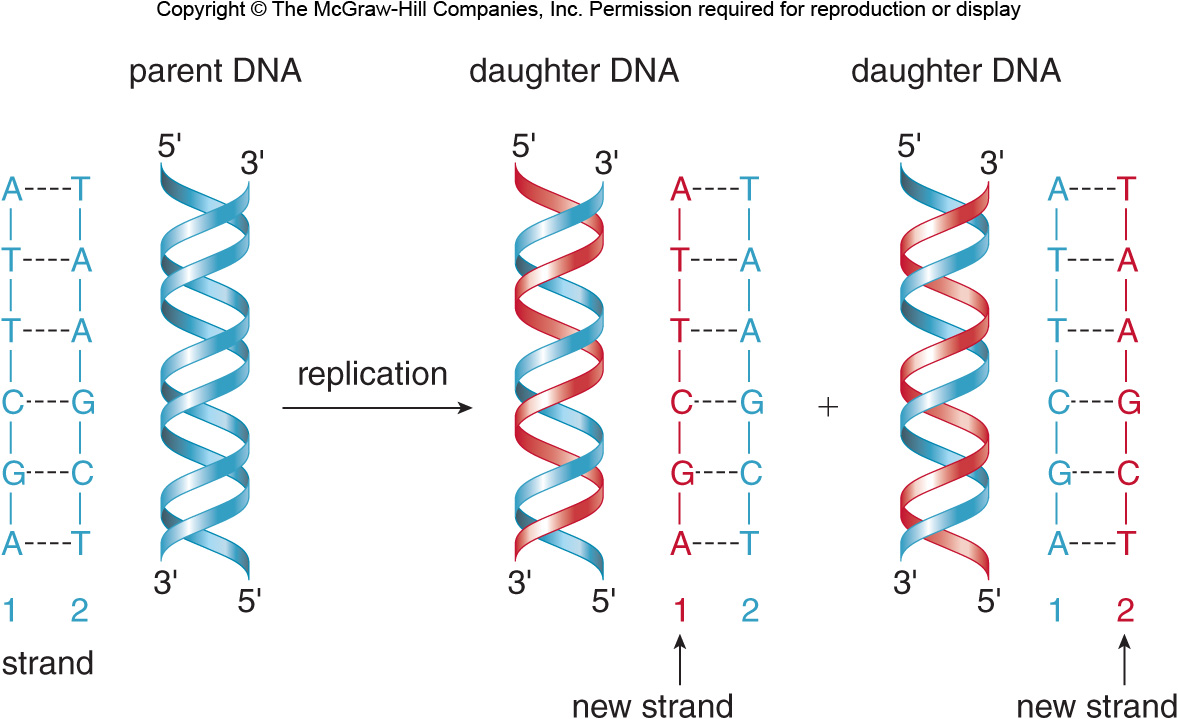 Copyright © The McGraw-Hill Companies, Inc. Permission required for reproduction or display
parent DNA
daughter DNA
daughter DNA
5'
3'
5'
3'
5'
3'
A T A T A T
T A T A T A
T A T A T A
replication
C G C G + C G
G C G C G C
A T A T A T
3'
5'
3'
5'
3'
5'
1 2 1 2 1 2
strand
new strand
new strand